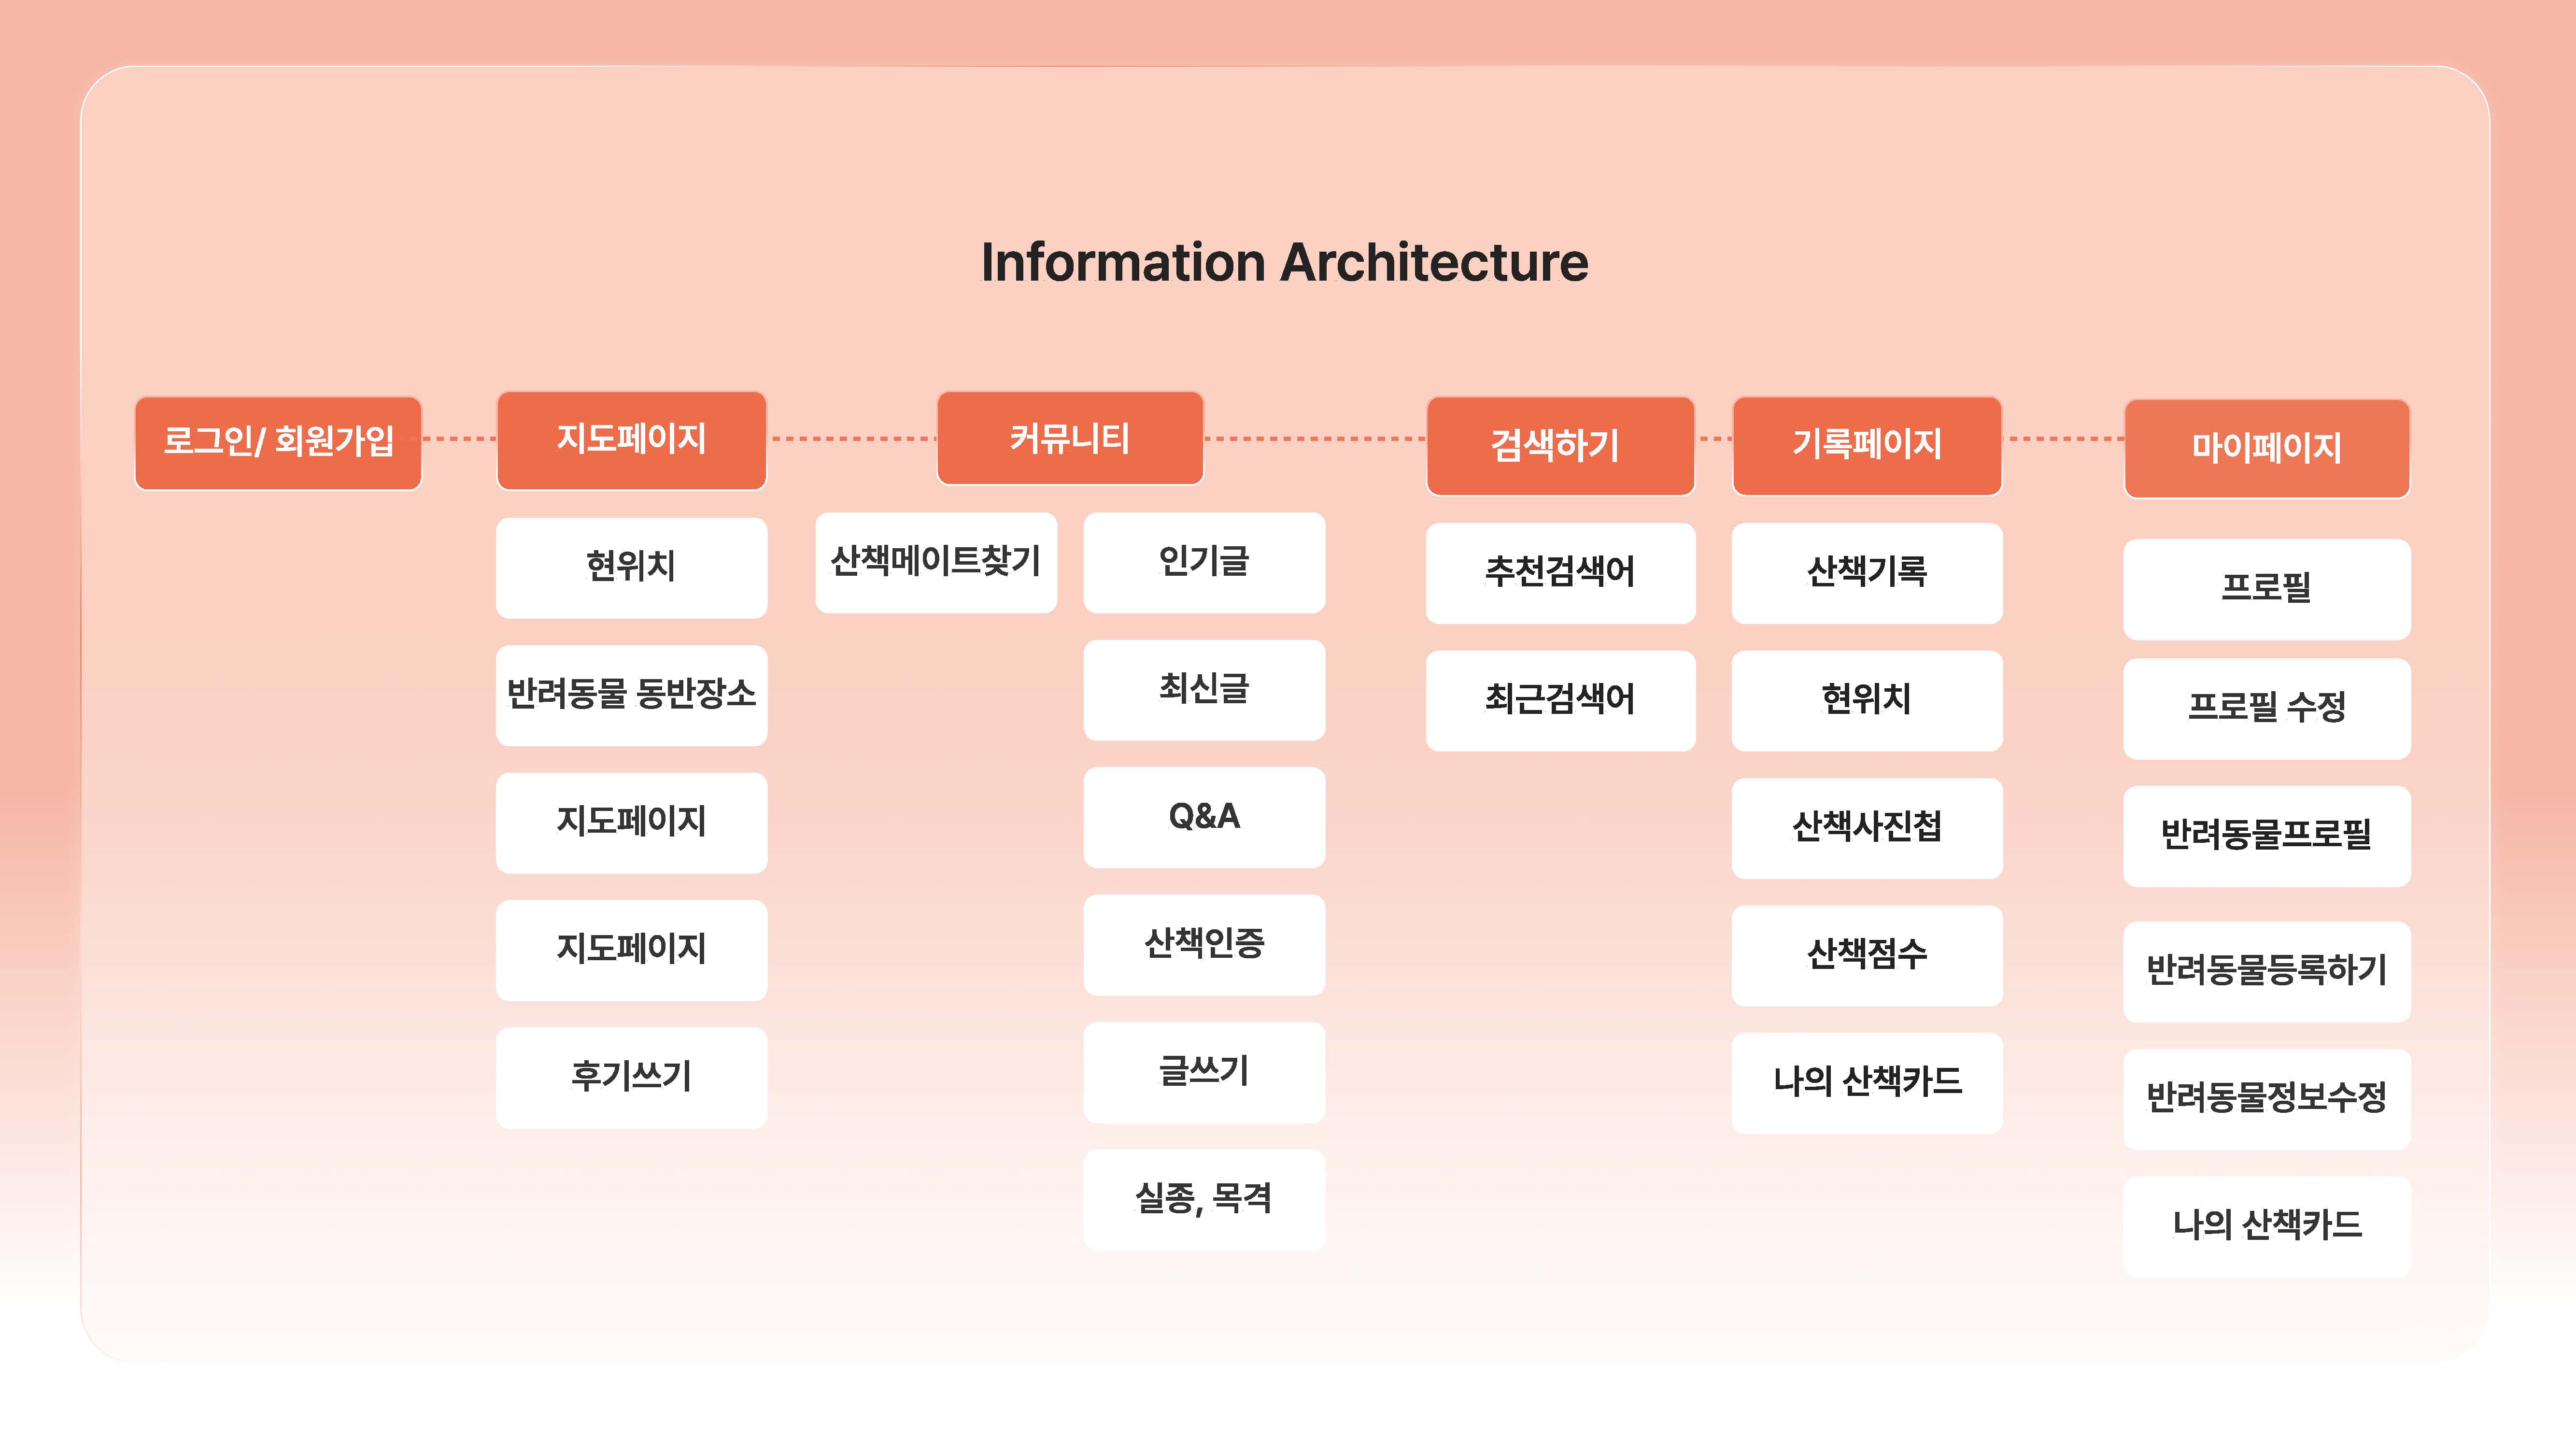 Information Architecture
로그인/ 회원가입
지도페이지
현위치
반려동물 동반장소
지도페이지
지도페이지
후기쓰기
커뮤니티
산책메이트찾기
인기글
최신글
Q&A
산책인증
글쓰기
실종, 목격
검색하기
추천검색어
최근검색어
기록페이지
산책기록
현위치
산책사진첩
산책점수
나의 산책카드
마이페이지
프로필
프로필 수정
반려동물프로필
반려동물등록하기
반려동물정보수정
나의 산책카드